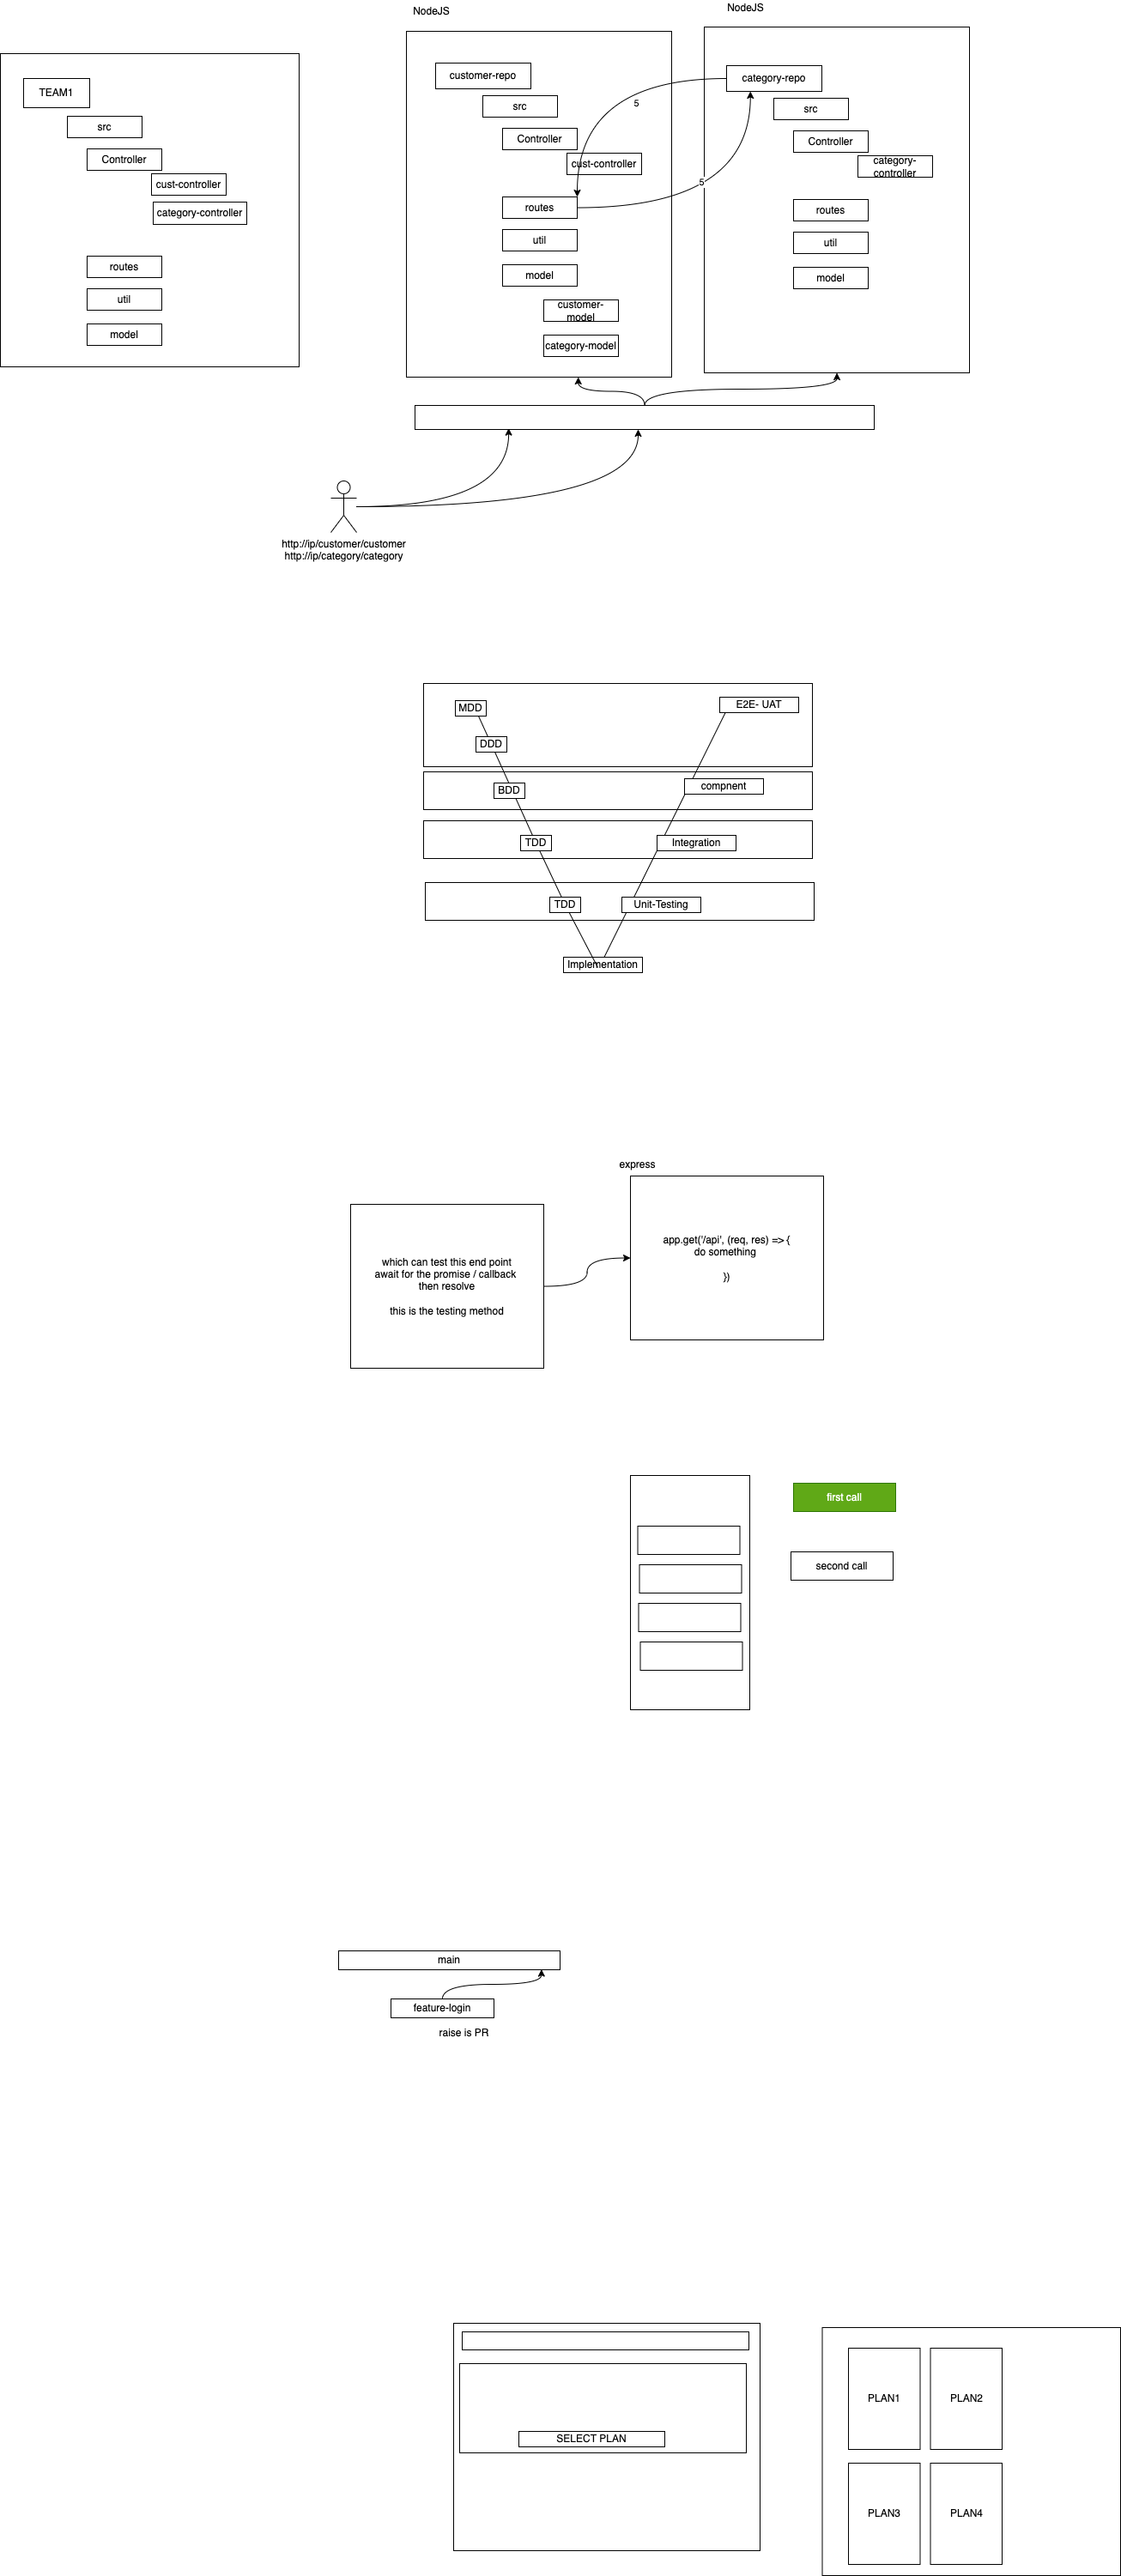 NodeJS
NodeJS
TEAM1
src
Controller
cust-controller
category-controller
routes
util
model
customer-repo
src
Controller
cust-controller
routes
util
model
customer-
model
category-model
5
5
category-repo
src
Controller
category-
controller
routes
util
model
http://ip/customer/customer
http://ip/category/category
MDD
E2E- UAT
DDD
BDD
compnent
TDD
Integration
TDD
Unit-Testing
Implementation
express
which can test this end point
await for the promise / callback
then resolve
this is the testing method
app.get('/api', (req, res) => {
do something
})
first call
second call
main
feature-login
raise is PR
SELECT PLAN
PLAN1
PLAN2
PLAN3
PLAN4